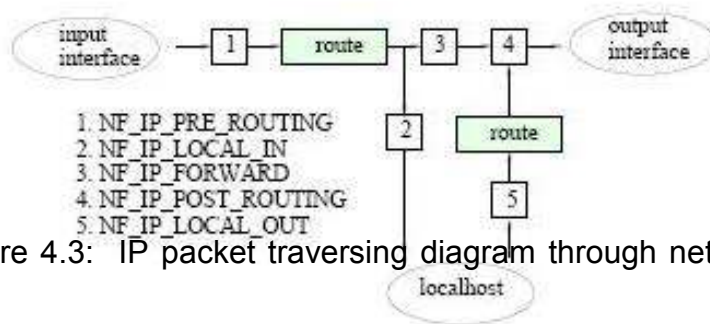 input
interface
1
route
3
4
output
interface
1. NF_IP_PRE_ROUTING
2. NF_IP_LOCAL_IN
3. NF_IP_FORWARD
4. NF_IP_POST_ROUTING
5. NF_IP_LOCAL_OUT
2
route
5
re 4.3: IP packet traversing diagram through net
localhost